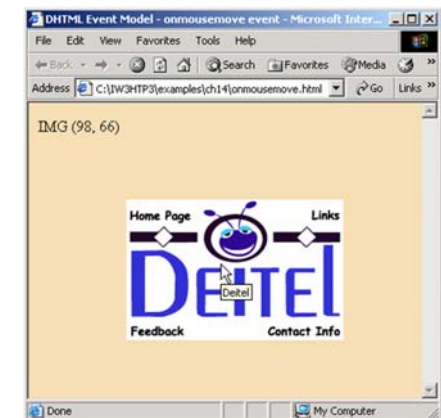 DHTML Event Model - onmousemove event - Microsoft Inter...
File Edit View Favorites Tools Help
Back Search Favorites Media »
Address C:\IW3HTP3\examples\ch14\onmousemove.html Go Links »
IMG (98, 66)
Home Page Links
DEITEL
Deitel
Feedback Contact Info
Done My Computer